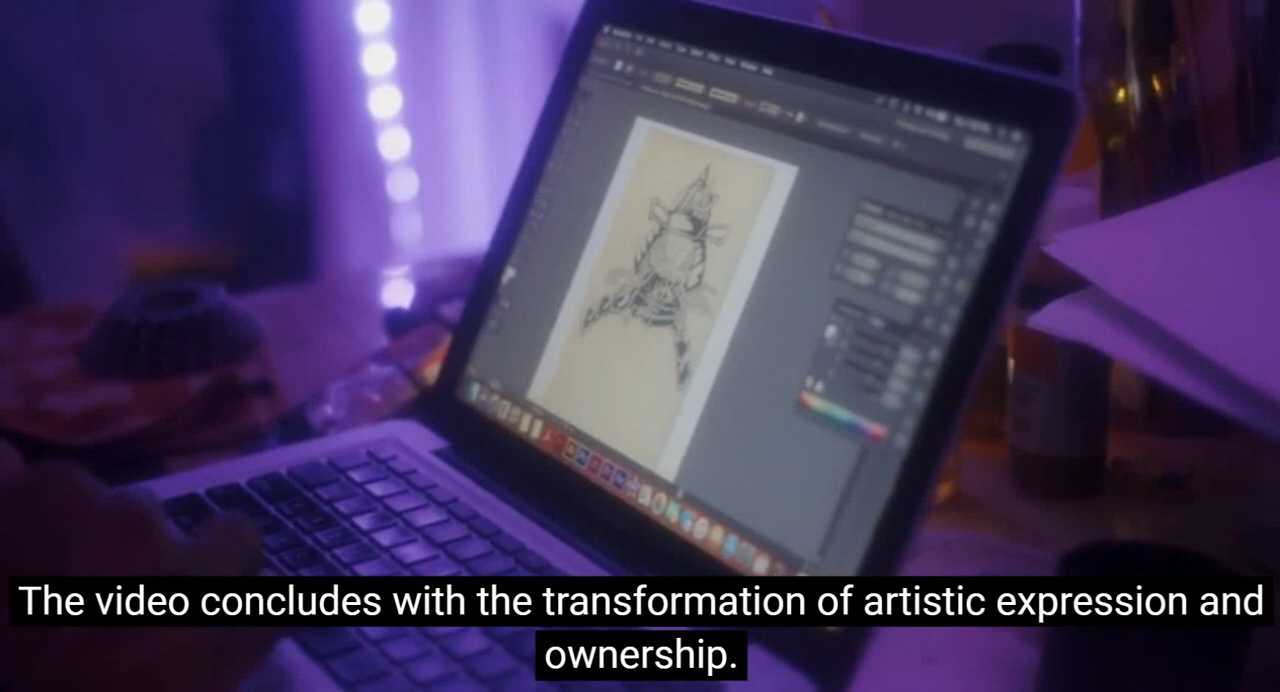 The video concludes with the transformation of artistic expression and
ownership.